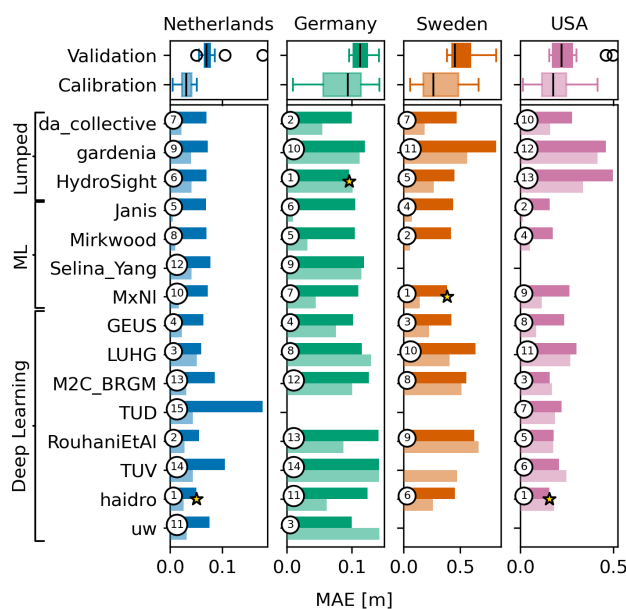 Netherlands Germany Sweden USA
Validation
Calibration
Lumped
da_collective 7 2 7 10
gardenia 9 10 11 12
HydroSight 6 1 5 13
ML
Janis 5 6 4 2
Mirkwood 8 5 2 4
Selina_Yang 12 9
MxNl 10 7 1 9
Deep Learning
GEUS 4 4 3 8
LUHG 3 8 10 11
M2C_BRGM 13 12 8 3
TUD 15 7
RouhaniEtAl 2 13 9 5
TUV 14 14 6
haidro 1 11 6 1
uw 11 3
0.0 0.1 0.0 0.1 0.0 0.5 0.0 0.5
MAE [m]